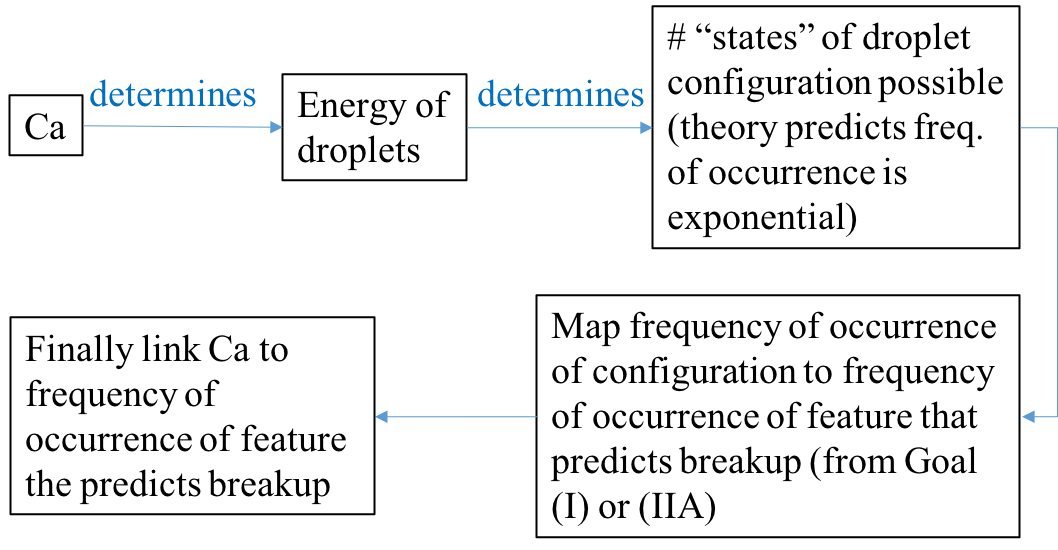 Ca
determines
Energy of
droplets
determines
# “states” of droplet
configuration possible
(theory predicts freq.
of occurrence is
exponential)
Map frequency of occurrence
of configuration to frequency
of occurrence of feature that
predicts breakup (from Goal
(I) or (IIA)
Finally link Ca to
frequency of
occurrence of feature
the predicts breakup